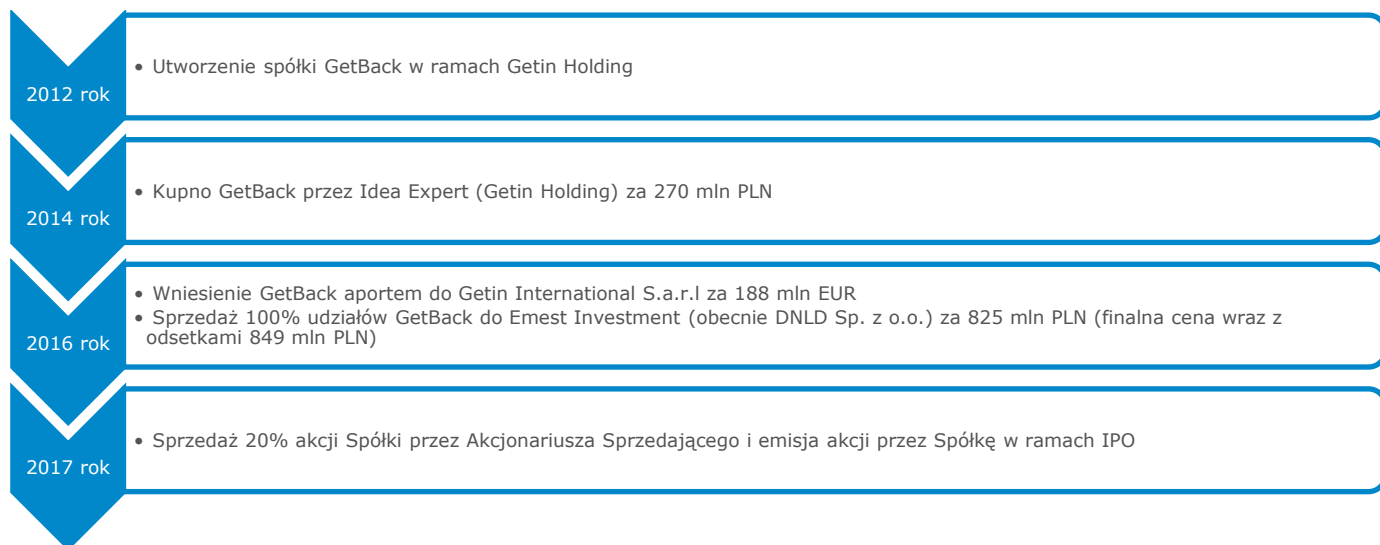 2012 rok
• Utworzenie spółki GetBack w ramach Getin Holding
2014 rok
• Kupno GetBack przez Idea Expert (Getin Holding) za 270 mln PLN
2016 rok
• Wniesienie GetBack aportem do Getin International S.a.r.l za 188 mln EUR
• Sprzedaż 100% udziałów GetBack do Emest Investment (obecnie DNLD Sp. z o.o.) za 825 mln PLN (finalna cena wraz z
odsetkami 849 mln PLN)
2017 rok
• Sprzedaż 20% akcji Spółki przez Akcjonariusza Sprzedającego i emisja akcji przez Spółkę w ramach IPO